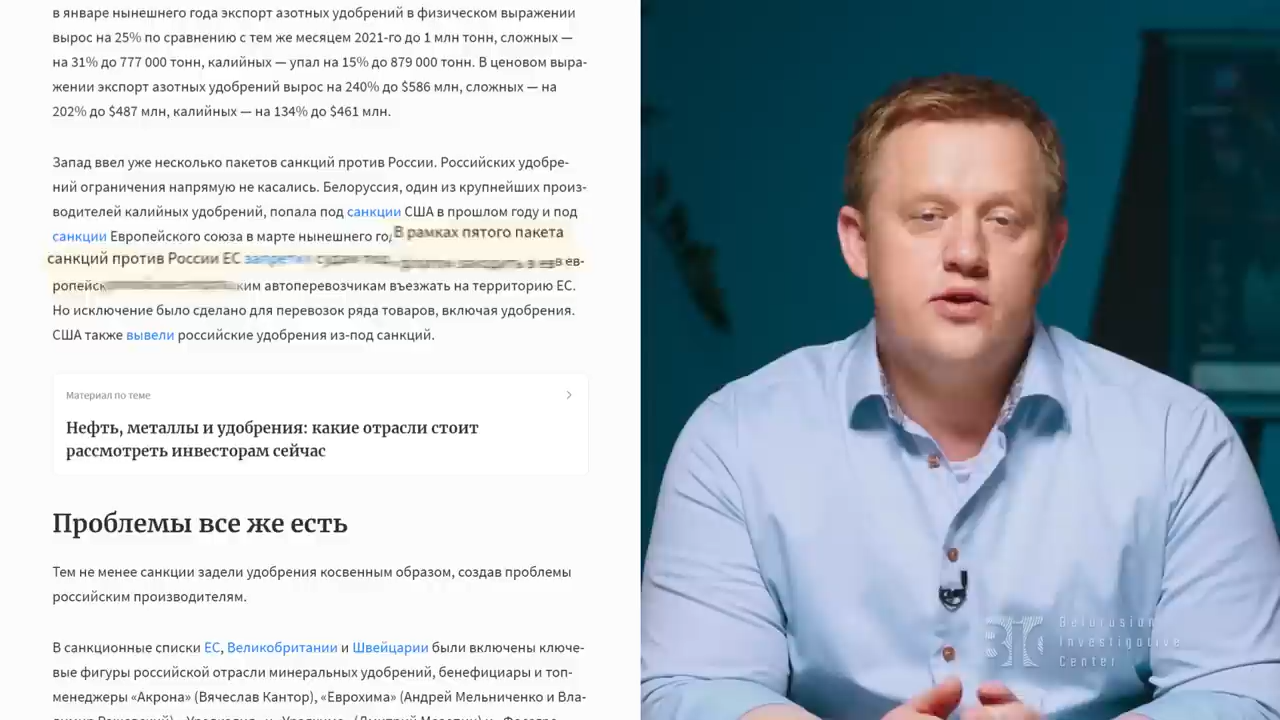 в январе нынешнего года экспорт азотных удобрений в физическом выражении
вырос на 25% по сравнению с тем же месяцем 2021-го до 1 млн тонн, сложных —
на 31% до 777 000 тонн, калийных — упал на 15% до 879 000 тонн. В ценовом выра-
жении экспорт азотных удобрений вырос на 240% до $586 млн, сложных — на
202% до $487 млн, калийных — на 134% до $461 млн.
Запад ввел уже несколько пакетов санкций против России. Российских удобре-
ний ограничения напрямую не касались. Белоруссия, один из крупнейших произ-
водителей калийных удобрений, попала под санкции США в прошлом году и под
санкции Европейского союза в марте нынешнего В рамках пятого пакета
санкций против России ЕС запретил
автоперевозчикам въезжать на территорию ЕС.
Но исключение было сделано для перевозок ряда товаров, включая удобрения.
США также вывели российские удобрения из-под санкций.
Материал по теме
Нефть, металлы и удобрения: какие отрасли стоит
рассмотреть инвесторам сейчас
Проблемы все же есть
Тем не менее санкции задели удобрения косвенным образом, создав проблемы
российским производителям.
В санкционные списки ЕС, Великобритании и Швейцарии были включены ключе-
вые фигуры российской отрасли минеральных удобрений, бенефициары и топ-
менеджеры «Акрона» (Вячеслав Кантор), «Еврохима» (Андрей Мельниченко и Вла-
Belarusian
Investigative
Center